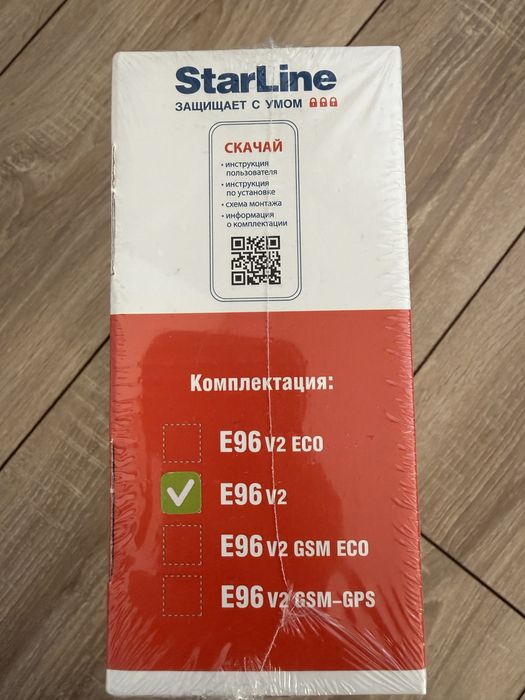 StarLine
ЗАЩИЩАЕТ С УМОМ
СКАЧАЙ
• инструкция
пользователя
• инструкция
по установке
• схема монтажа
• информация
о комплектации
Комплектация:
E96 V2 ECO
E96 V2
E96 V2 GSM ECO
E96 V2 GSM-GPS